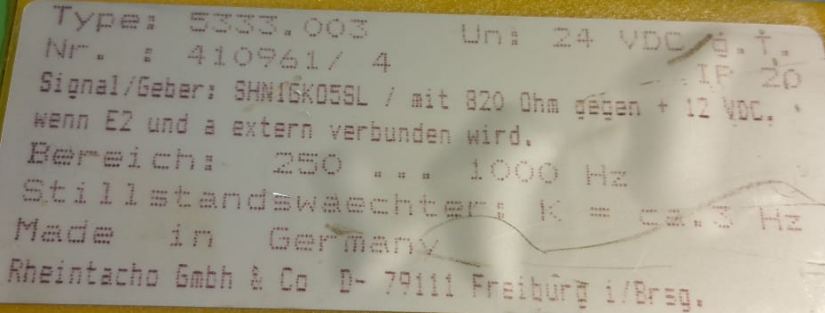 Type: 5333.003 Un: 24 VDC g.t.
Nr. : 410961/ 4 IP 20
Signal/Geber: SHN16K05SL / mit 820 Ohm gegen + 12 VDC.
wenn E2 und a extern verbunden wird.
Bereich: 250 ... 1000 Hz
Stillstandswaechter: K = ca.3 Hz
Made in Germany
Rheintacho Gmbh & Co D- 79111 Freiburg i/Brsg.